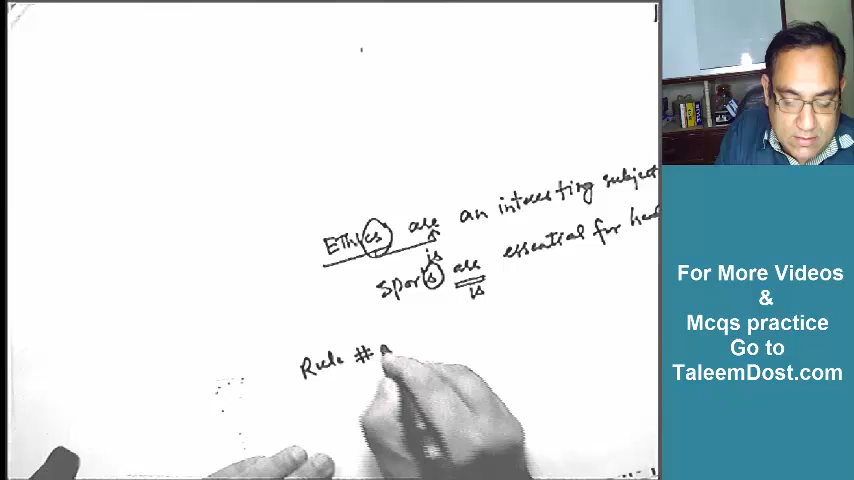 Ethics are an interesting subject
is
Sports are essential for
is
Rule #
For More Videos
&
Mcqs practice
Go to
TaleemDost.com